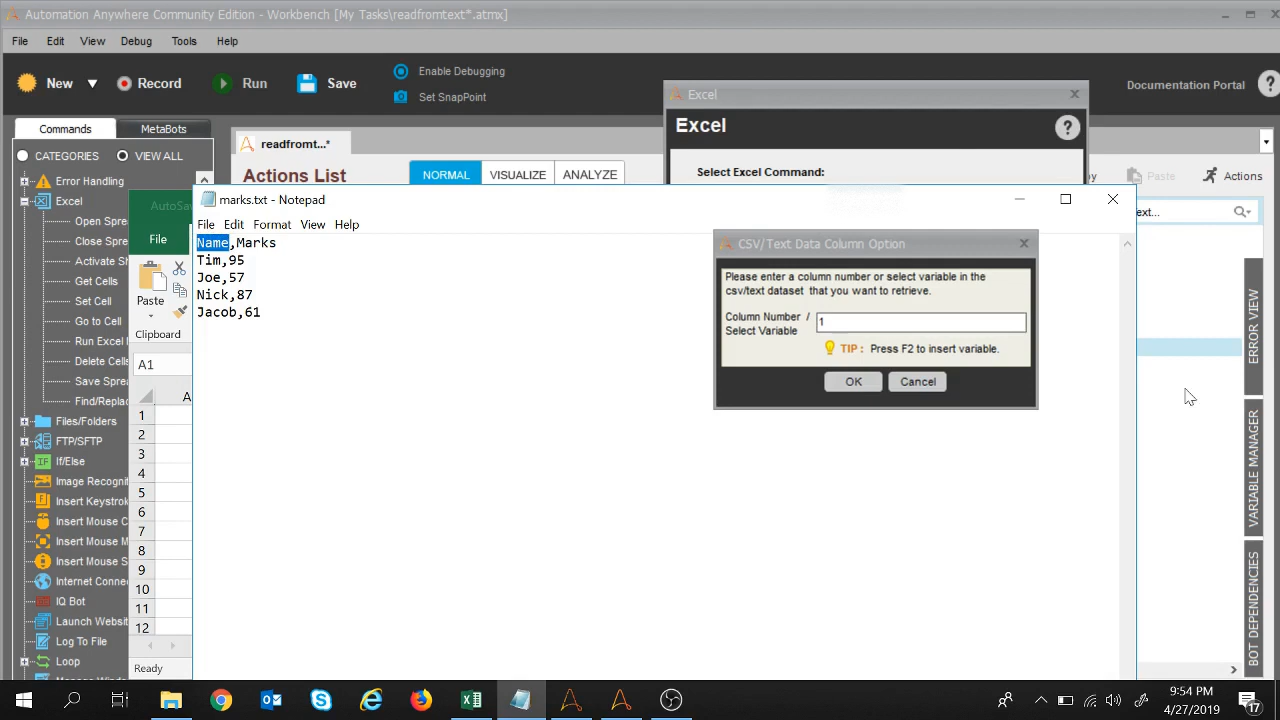 Automation Anywhere Community Edition - Workbench [My Tasks\readfromtext*.atmx]
File Edit View Debug Tools Help
New Record Run Save
Enable Debugging
Set SnapPoint
Documentation Portal
Excel
Excel
Select Excel Command:
Commands MetaBots
CATEGORIES VIEW ALL
readfromt...*
Actions List
NORMAL VISUALIZE ANALYZE
Paste Actions
Error Handling
Excel
Open Spre
Close Spre
Activate Sh
Get Cells
Set Cell
Go to Cell
Run Excel
Delete Cells
Save Sprea
Find/Replac
Files/Folders
FTP/SFTP
If/Else
Image Recogni
Insert Keystrok
Insert Mouse C
Insert Mouse M
Insert Mouse S
Internet Connec
IQ Bot
Launch Websit
Log To File
Loop
AutoSa
File
Paste
Clipboard
A1
A
1
2
3
4
5
6
7
8
9
10
11
12
Ready
marks.txt - Notepad
File Edit Format View Help
Name,Marks
Tim,95
Joe,57
Nick,87
Jacob,61
CSV/Text Data Column Option
Please enter a column number or select variable in the
csv/text dataset that you want to retrieve.
Column Number /
Select Variable
1
TIP : Press F2 to insert variable.
OK Cancel
ext...
ERROR VIEW
VARIABLE MANAGER
BOT DEPENDENCIES
9:54 PM
4/27/2019
17